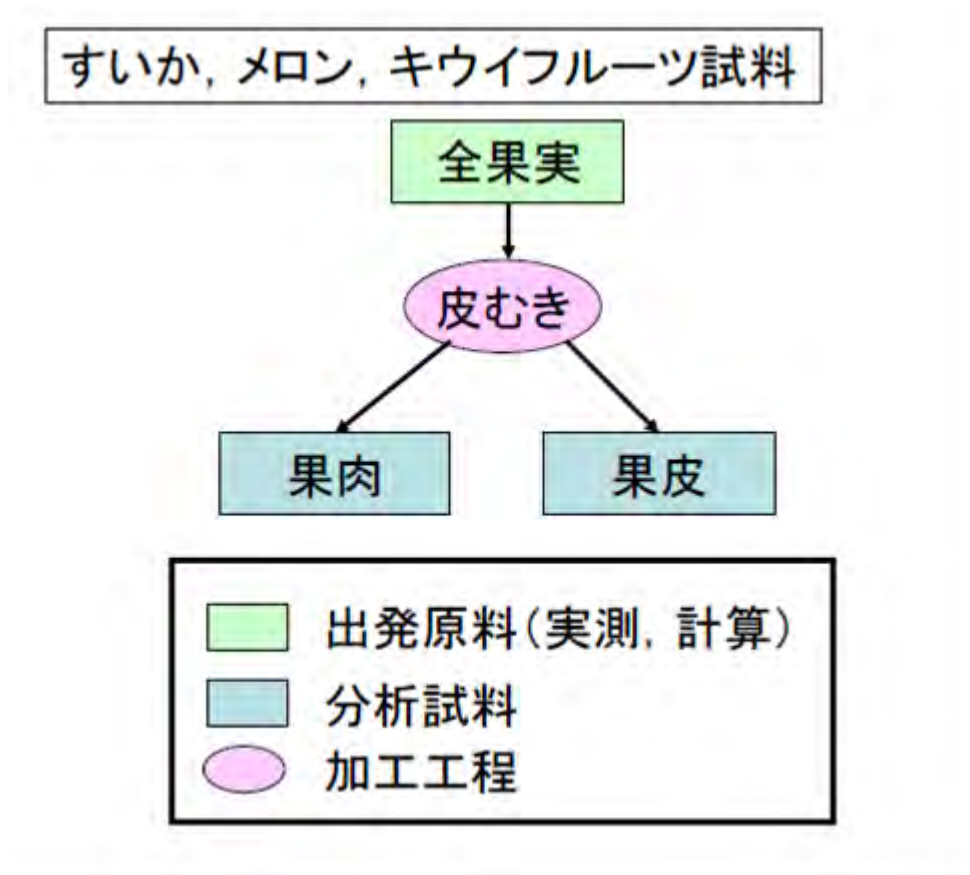 すいか, メロン, キウイフルーツ試料
全果実
皮むき
果肉
果皮
出発原料(実測, 計算)
分析試料
加工工程